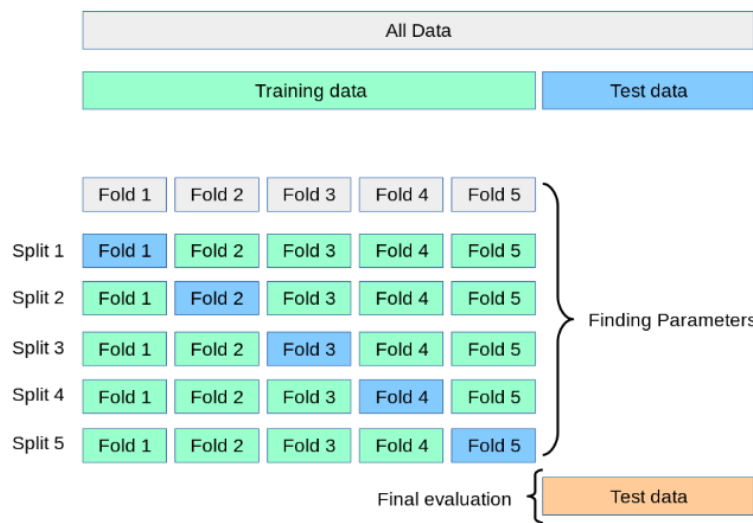 All Data
Training data Test data
Fold 1 Fold 2 Fold 3 Fold 4 Fold 5
Split 1 Fold 1 Fold 2 Fold 3 Fold 4 Fold 5
Split 2 Fold 1 Fold 2 Fold 3 Fold 4 Fold 5
Finding Parameters
Split 3 Fold 1 Fold 2 Fold 3 Fold 4 Fold 5
Split 4 Fold 1 Fold 2 Fold 3 Fold 4 Fold 5
Split 5 Fold 1 Fold 2 Fold 3 Fold 4 Fold 5
Final evaluation Test data